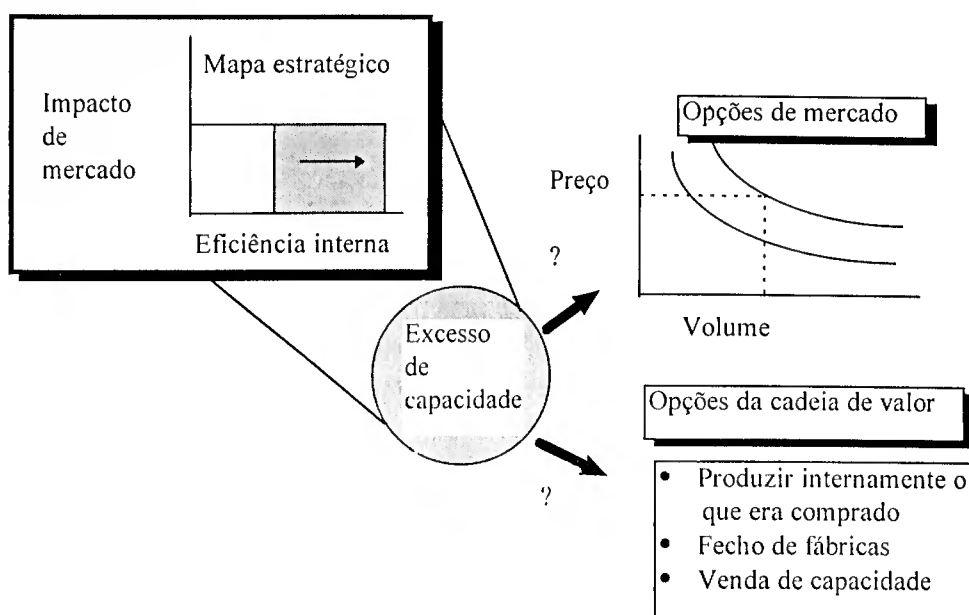 Mapa estratégico
Impacto
de
mercado
Eficiência interna
Excesso
de
capacidade
?
?
Opções de mercado
Preço
Volume
Opções da cadeia de valor
• Produzir internamente o
que era comprado
• Fecho de fábricas
• Venda de capacidade